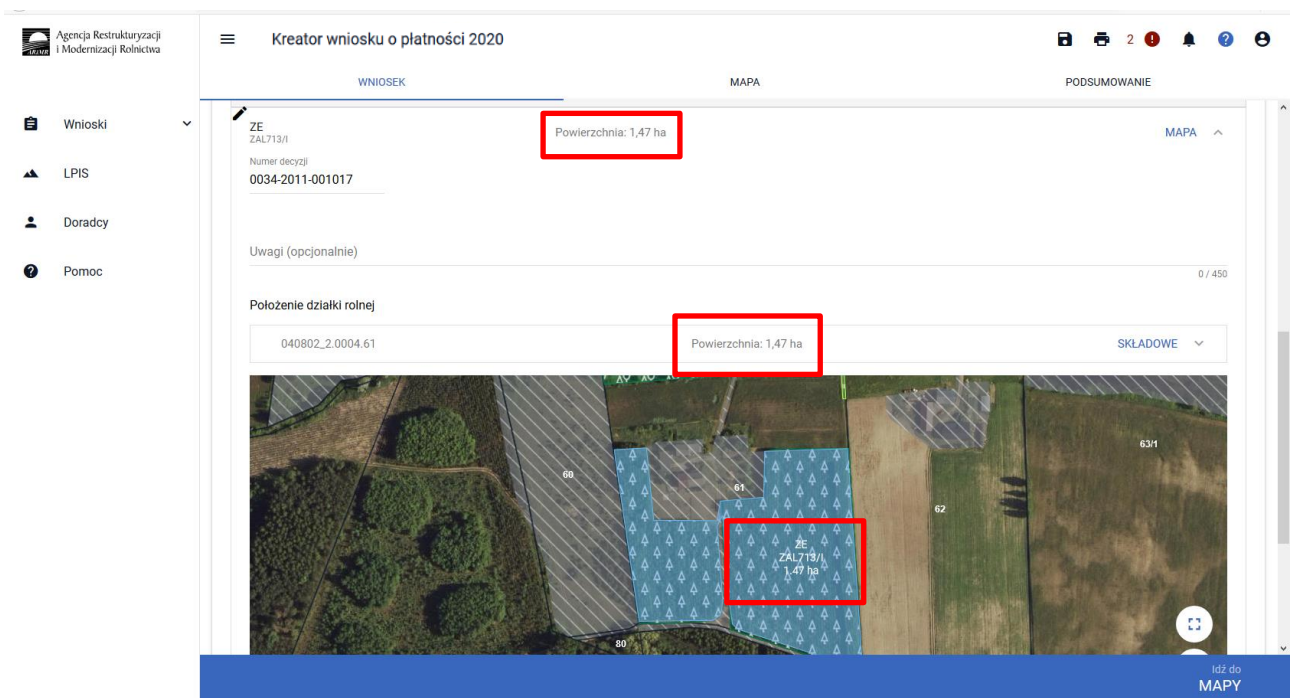 Agencja Restrukturyzacji
i Modernizacji Rolnictwa
ARiMR
Kreator wniosku o płatności 2020
2
WNIOSEK
MAPA
PODSUMOWANIE
Wnioski
LPIS
Doradcy
Pomoc
ZE
ZAL713/I
Powierzchnia: 1,47 ha
MAPA
Numer decyzji
0034-2011-001017
Uwagi (opcjonalnie)
0 / 450
Położenie działki rolnej
040802_2.0004.61
Powierzchnia: 1,47 ha
SKŁADOWE
63/1
60
61
62
ZE
ZAL713/I
1.47 ha
80
Idź do
MAPY